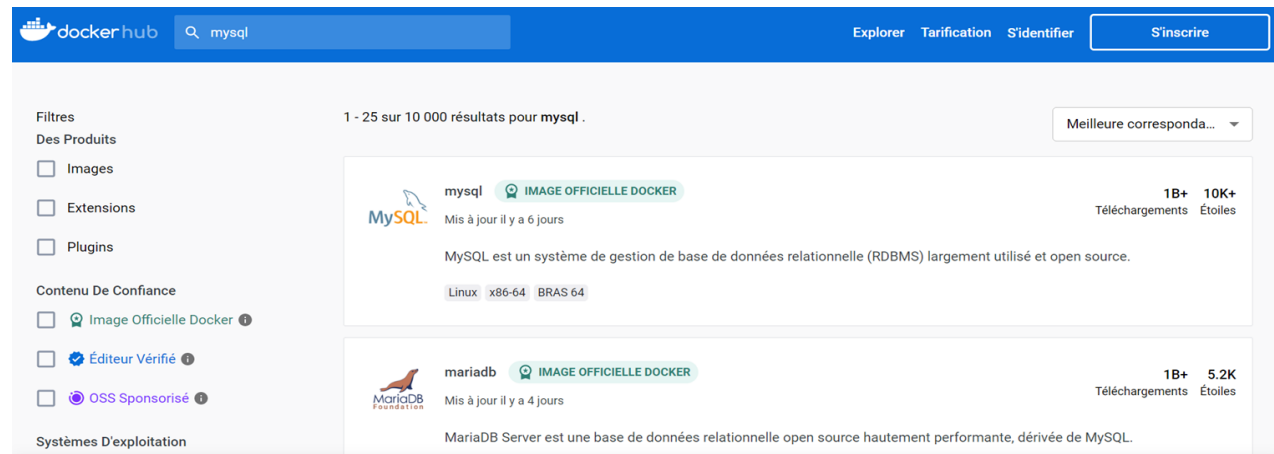 dockerhub
mysql
Explorer
Tarification
S'identifier
S'inscrire
Filtres
Des Produits
Images
Extensions
Plugins
Contenu De Confiance
Image Officielle Docker
Éditeur Vérifié
OSS Sponsorisé
Systèmes D'exploitation
1 - 25 sur 10 000 résultats pour mysql .
Meilleure corresponda...
MySQL.
mysql
IMAGE OFFICIELLE DOCKER
Mis à jour il y a 6 jours
1B+ 10K+
Téléchargements Étoiles
MySQL est un système de gestion de base de données relationnelle (RDBMS) largement utilisé et open source.
Linux x86-64 BRAS 64
MariaDB
Foundation
mariadb
IMAGE OFFICIELLE DOCKER
Mis à jour il y a 4 jours
1B+ 5.2K
Téléchargements Étoiles
MariaDB Server est une base de données relationnelle open source hautement performante, dérivée de MySQL.